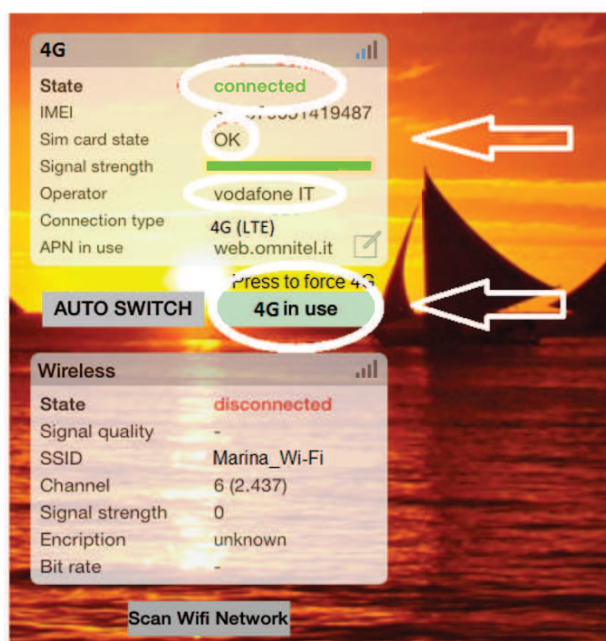 4G
State connected
IMEI 419487
Sim card state OK
Signal strength
Operator vodafone IT
Connection type 4G (LTE)
APN in use web.omnitel.it
Press to force 4G
AUTO SWITCH 4G in use
Wireless
State disconnected
Signal quality -
SSID Marina_Wi-Fi
Channel 6 (2.437)
Signal strength 0
Encription unknown
Bit rate -
Scan Wifi Network